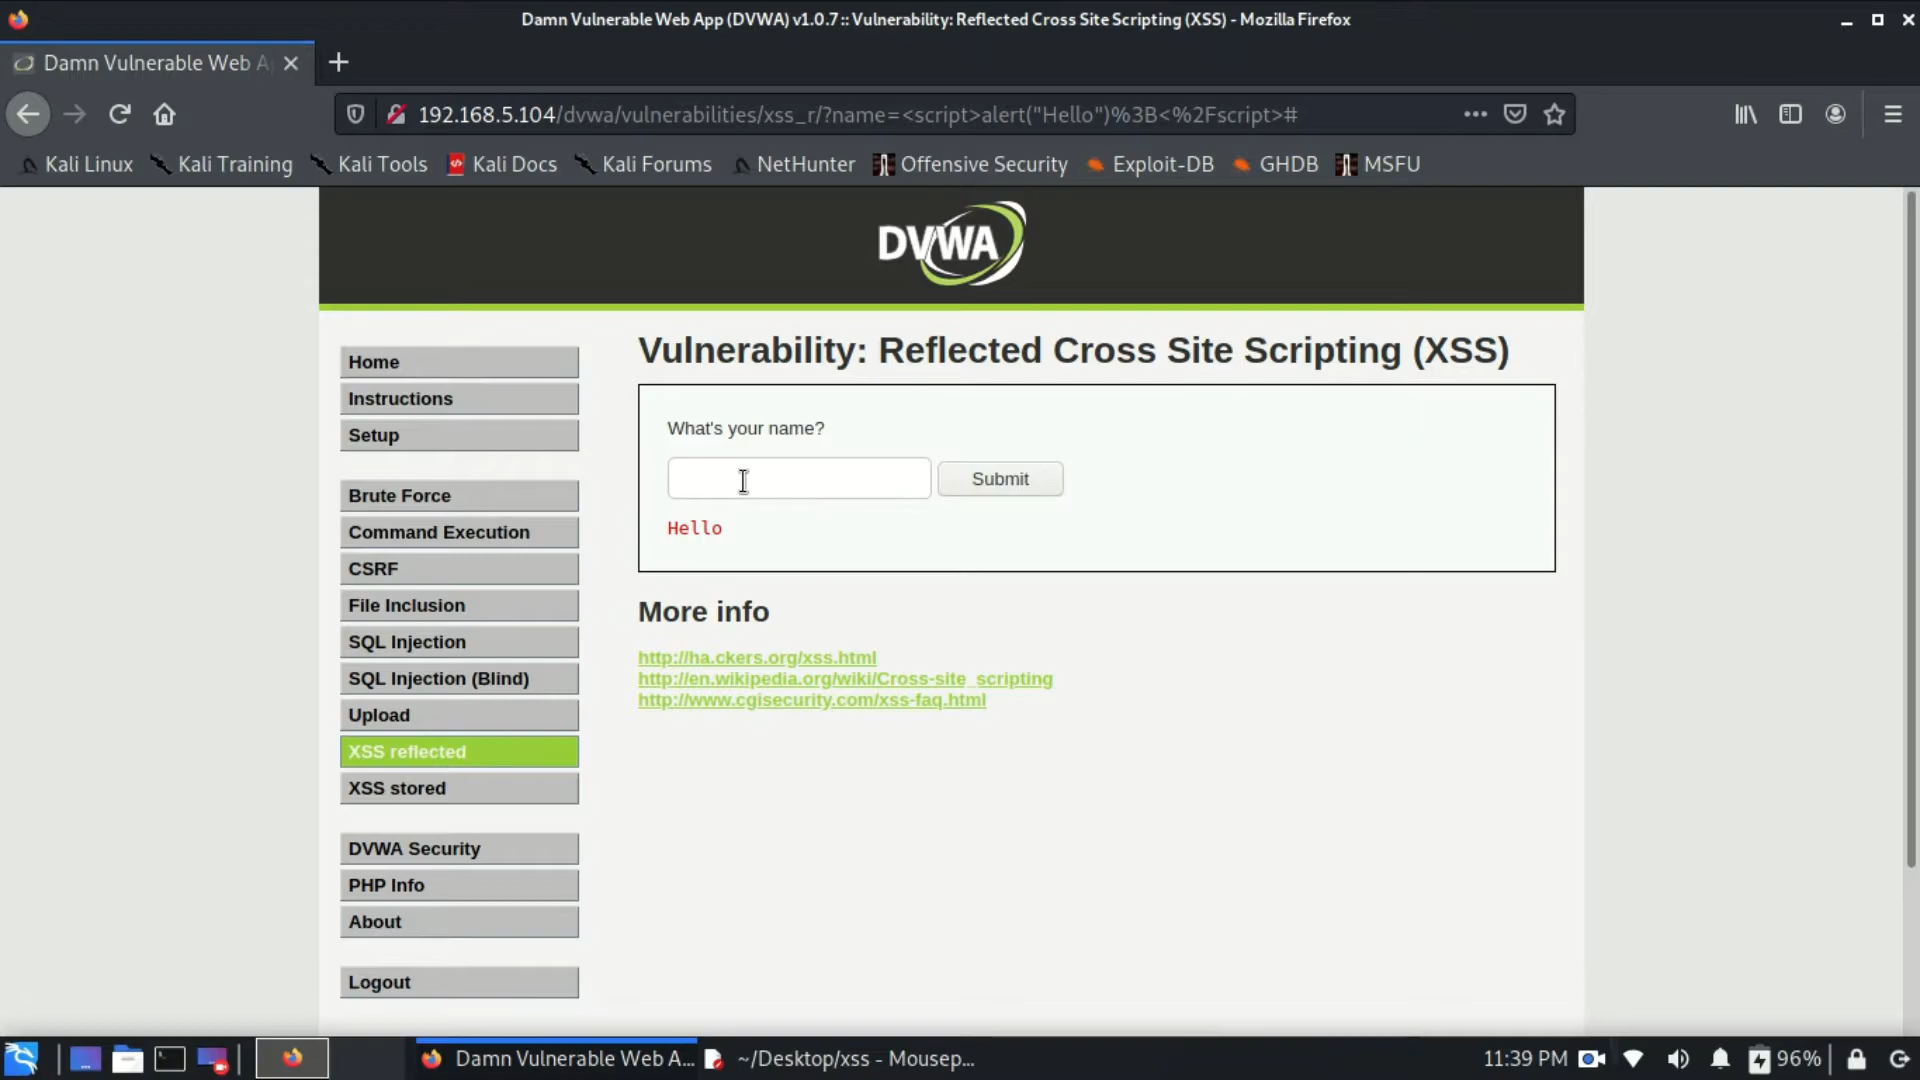 Damn Vulnerable Web App (DVWA) v1.0.7 :: Vulnerability: Reflected Cross Site Scripting (XSS) - Mozilla Firefox
Damn Vulnerable Web A
192.168.5.104/dvwa/vulnerabilities/xss_r/?name=<script>alert("Hello")%3B<%2Fscript>#
Kali Linux Kali Training Kali Tools Kali Docs Kali Forums NetHunter Offensive Security Exploit-DB GHDB MSFU
DVWA
Home
Instructions
Setup
Brute Force
Command Execution
CSRF
File Inclusion
SQL Injection
SQL Injection (Blind)
Upload
XSS reflected
XSS stored
DVWA Security
PHP Info
About
Logout
Vulnerability: Reflected Cross Site Scripting (XSS)
What's your name?
Submit
Hello
More info
http://ha.ckers.org/xss.html
http://en.wikipedia.org/wiki/Cross-site_scripting
http://www.cgisecurity.com/xss-faq.html
Damn Vulnerable Web A... ~/Desktop/xss - Mousep... 11:39 PM 96%